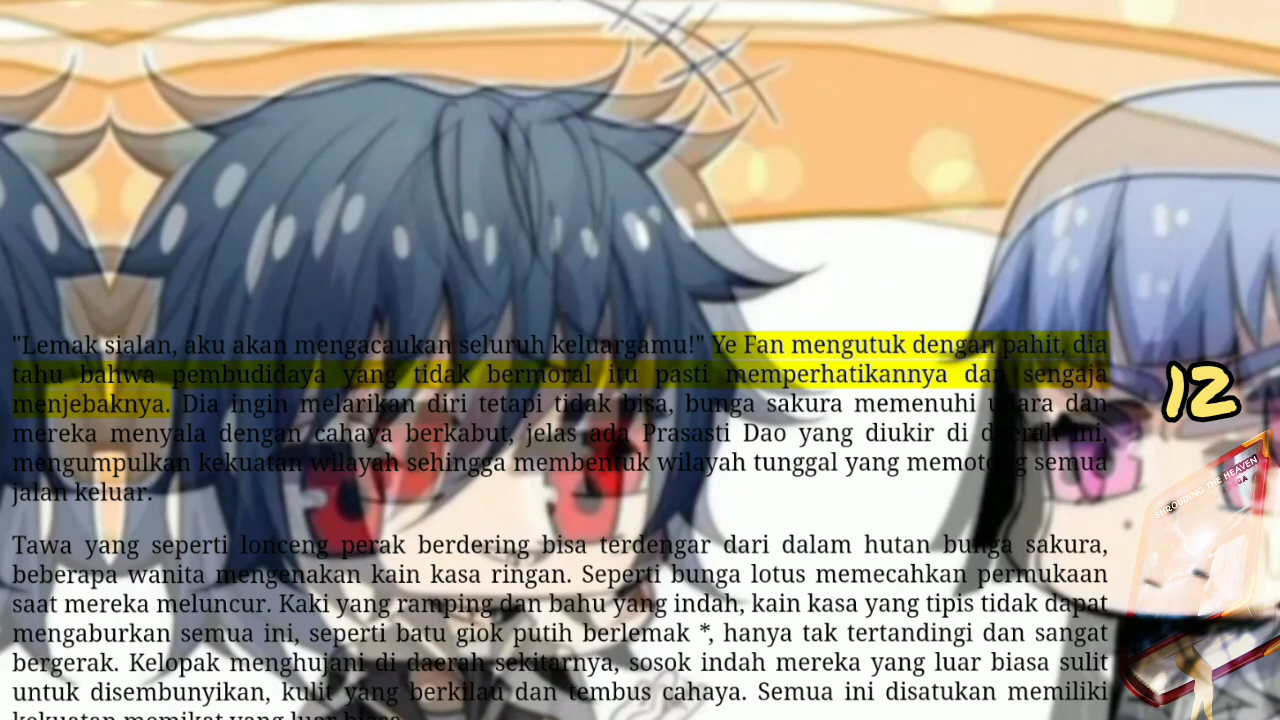 "Lemak sialan, aku akan mengacaukan seluruh keluargamu!" Ye Fan mengutuk dengan pahit, dia
tahu bahwa pembudidaya yang tidak bermoral itu pasti memperhatikannya dan sengaja
menjebaknya. Dia ingin melarikan diri tetapi tidak bisa, bunga sakura memenuhi udara dan
mereka menyala dengan cahaya berkabut, jelas ada Prasasti Dao yang diukir di daerah ini,
mengumpulkan kekuatan wilayah sehingga membentuk wilayah tunggal yang memotong semua
jalan keluar.
Tawa yang seperti lonceng perak berdering bisa terdengar dari dalam hutan bunga sakura,
beberapa wanita mengenakan kain kasa ringan. Seperti bunga lotus memecahkan permukaan
saat mereka meluncur. Kaki yang ramping dan bahu yang indah, kain kasa yang tipis tidak dapat
mengaburkan semua ini, seperti batu giok putih berlemak *, hanya tak tertandingi dan sangat
bergerak. Kelopak menghujani di daerah sekitarnya, sosok indah mereka yang luar biasa sulit
untuk disembunyikan, kulit yang berkilau dan tembus cahaya. Semua ini disatukan memiliki
kekuatan memikat yang luar biasa.
12
SHROUDING THE HEAVEN